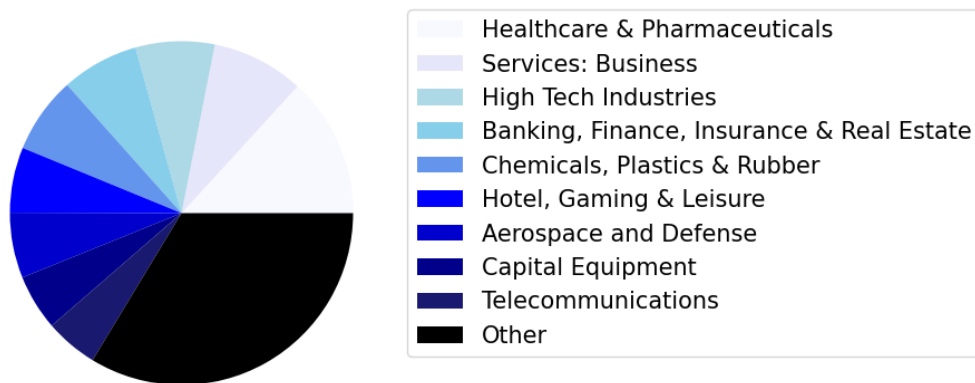 Healthcare & Pharmaceuticals
Services: Business
High Tech Industries
Banking, Finance, Insurance & Real Estate
Chemicals, Plastics & Rubber
Hotel, Gaming & Leisure
Aerospace and Defense
Capital Equipment
Telecommunications
Other